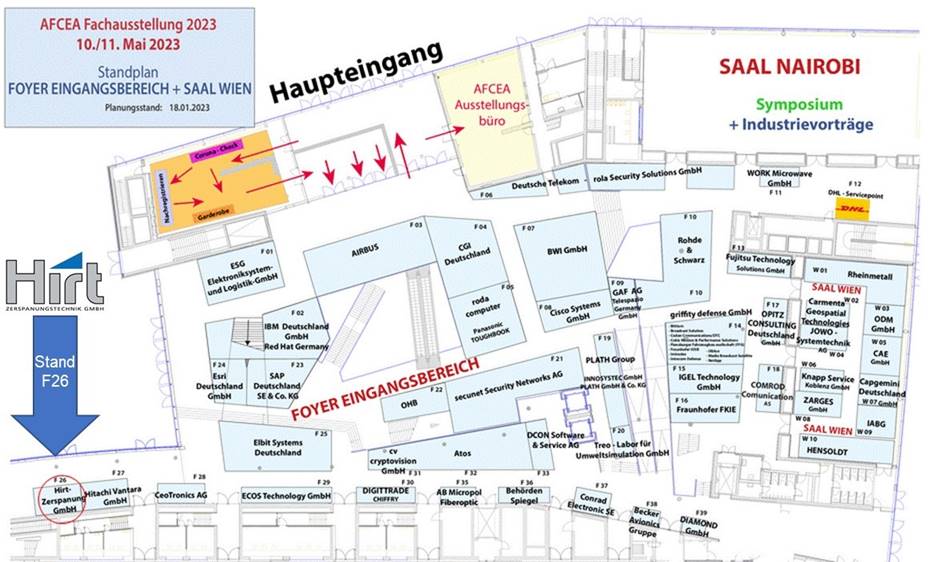 AFCEA Fachausstellung 2023
10./11. Mai 2023
Standplan
FOYER EINGANGSBEREICH + SAAL WIEN
Planungsstand: 18.01.2023
Haupteingang
AFCEA
Ausstellungs-
büro
SAAL NAIROBI
Symposium
+ Industrievorträge
Corona - Check
Nachregistrieren
Garderobe
F 06
Deutsche Telekom - rola Security Solutions GmbH
WORK Microwave
GmbH
F 11
F 12
DHL - Servicepoint
DHL
F 01
ESG
Elektroniksystem-
und Logistik-GmbH
AIRBUS
F 03
F 04
CGI
Deutschland
F 05
roda
computer
Panasonic
TOUGHBOOK
F 07
BWI GmbH
F 08
Cisco Systems
GmbH
F 09
GAF AG
Telespazio
Germany
GmbH
F 10
Rohde
&
Schwarz
F 10
F 13
Fujitsu Technology
Solutions GmbH
W 01
Rheinmetall
SAAL WIEN
W 02
Carmenta
Geospatial
Technologies
JOWO -
Systemtechnik
AG
W 04
W 03
ODM
GmbH
W 05
CAE
GmbH
Hirt
ZERSPANUNGSTECHNIK GMBH
Stand
F26
F 02
IBM Deutschland
GmbH
Red Hat Germany
F 24
Esri
Deutschland
GmbH
F 23
SAP
Deutschland
SE & Co. KG
FOYER EINGANGSBEREICH
F 22
OHB
F 21
secunet Security Networks AG
F 19
PLATH Group
INNOSYSTEC GmbH
PLATH GmbH & Co. KG
griffity defense GmbH
F 14
F 15
IGEL Technology
GmbH
F 16
Fraunhofer FKIE
F 17
OPITZ
CONSULTING
Deutschland
GmbH
F 18
COMROD
Comunication
AS
W 06
Knapp Service
Koblenz GmbH
ZARGES
GmbH
Capgemini
Deutschland
W 07 GmbH
W 08
SAAL WIEN
IABG
W 09
W 10
HENSOLDT
F 25
Elbit Systems
Deutschland
cv
cryptovision
GmbH
Atos
DCON Software
& Service AG
F 20
Treo - Labor für
Umweltsimulation GmbH
F 26
Hirt-
Zerspanung
GmbH
F 27
Hitachi Vantara
GmbH
F 28
CeoTronics AG
F 29
ECOS Technology GmbH
F 30
DIGITTRADE
CHIFFRY
F 31
F 32
F 33
F 35
AB Micropol
Fiberoptic
F 36
Behörden
Spiegel
F 37
Conrad
Electronic SE
F 38
Becker
Avionics
Gruppe
F 39
DIAMOND
GmbH